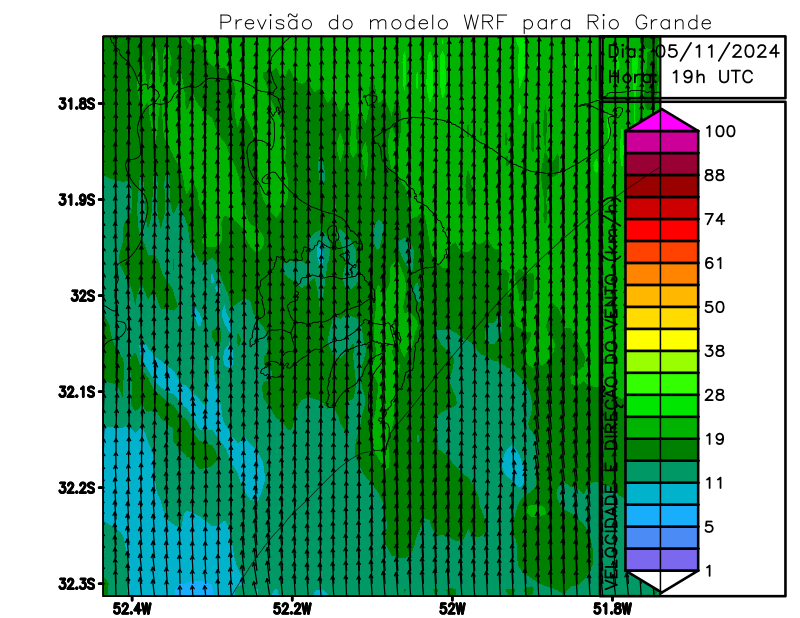 Previsão do modelo WRF para Rio Grande
Dia: 05/11/2024
Hora: 19h UTC
31.8S
31.9S
32S
32.1S
32.2S
32.3S
52.4W
52.2W
52W
51.8W
VELOCIDADE E DIREÇÃO DO VENTO (km/h)
100
88
74
61
50
38
28
19
11
5
1